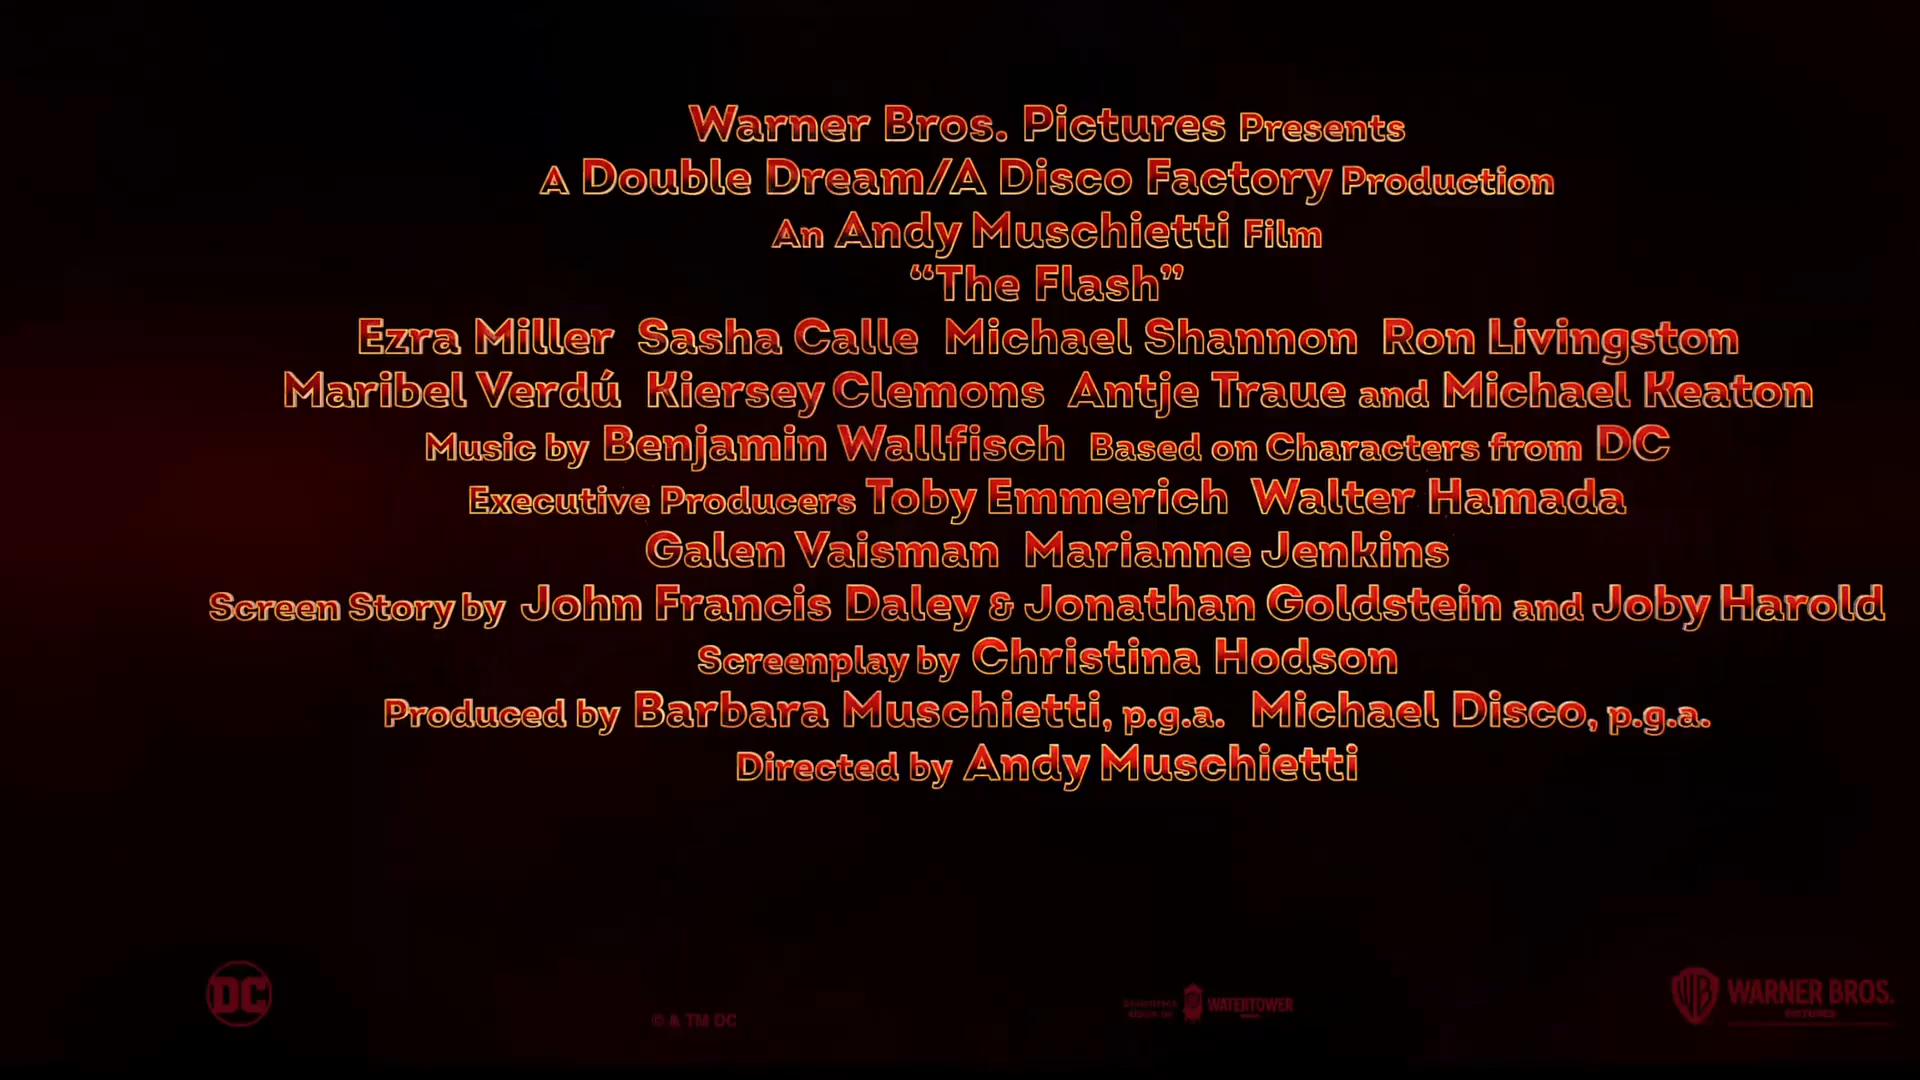 Warner Bros. Pictures Presents
A Double Dream/A Disco Factory Production
An Andy Muschietti Film
“The Flash”
Ezra Miller Sasha Calle Michael Shannon Ron Livingston
Maribel Verdú Kiersey Clemons Antje Traue and Michael Keaton
Music by Benjamin Wallfisch Based on Characters from DC
Executive Producers Toby Emmerich Walter Hamada
Galen Vaisman Marianne Jenkins
Screen Story by John Francis Daley & Jonathan Goldstein and Joby Harold
Screenplay by Christina Hodson
Produced by Barbara Muschietti, p.g.a. Michael Disco, p.g.a.
Directed by Andy Muschietti
DC
© & TM DC
WATERTOWER
WB WARNER BROS.
PICTURES